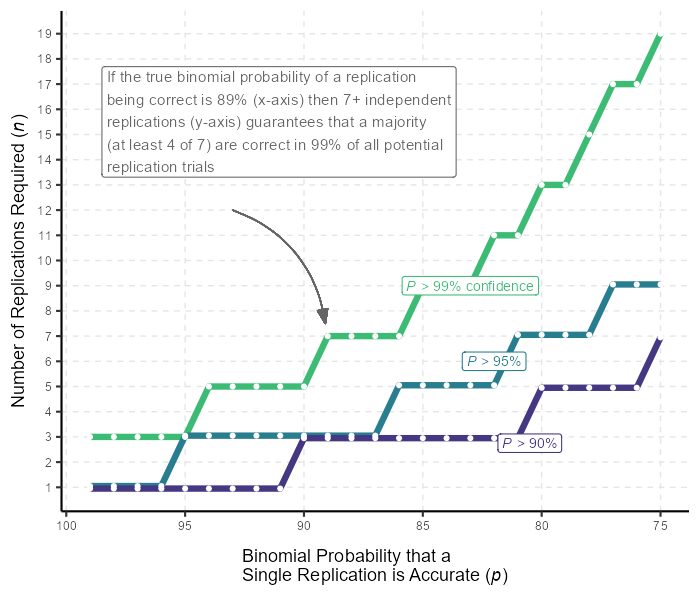 19
18
17
16
15
14
13
12
11
10
9
8
7
6
5
4
3
2
1
Number of Replications Required (n)
If the true binomial probability of a replication
being correct is 89% (x-axis) then 7+ independent
replications (y-axis) guarantees that a majority
(at least 4 of 7) are correct in 99% of all potential
replication trials
P > 99% confidence
P > 95%
P > 90%
100 95 90 85 80 75
Binomial Probability that a
Single Replication is Accurate (p)